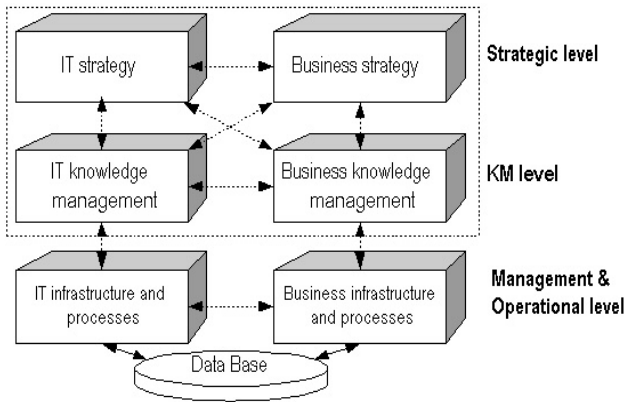 IT strategy
Business strategy
Strategic level
IT knowledge
management
Business knowledge
management
KM level
IT infrastructure and
processes
Business infrastructure
and processes
Management &
Operational level
Data Base